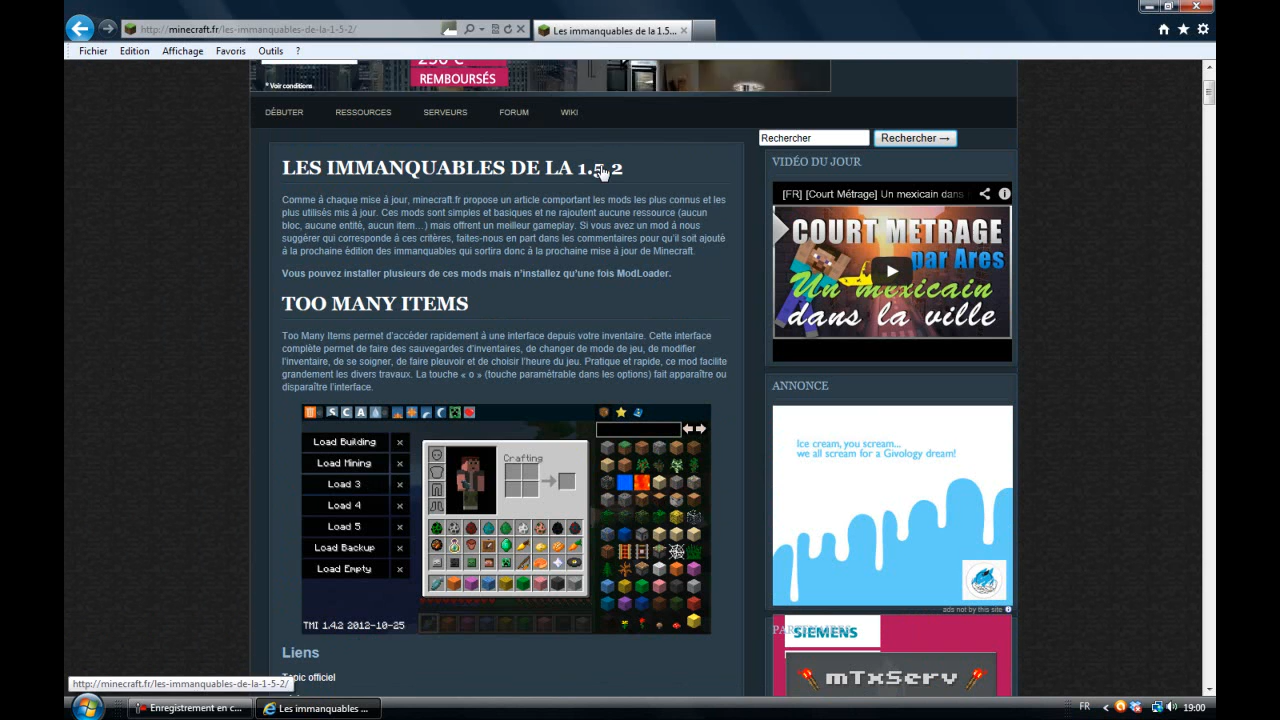 http://minecraft.fr/les-immanquables-de-la-1-5-2/
Les immanquables de la 1.5...
Fichier Edition Affichage Favoris Outils ?
REMBOURSÉS
* Voir conditions
DÉBUTER RESSOURCES SERVEURS FORUM WIKI
Rechercher Rechercher →
LES IMMANQUABLES DE LA 1.5.2
Comme à chaque mise à jour, minecraft.fr propose un article comportant les mods les plus connus et les
plus utilisés mis à jour. Ces mods sont simples et basiques et ne rajoutent aucune ressource (aucun
bloc, aucune entité, aucun item...) mais offrent un meilleur gameplay. Si vous avez un mod à nous
suggérer qui corresponde à ces critères, faites-nous en part dans les commentaires pour qu'il soit ajouté
à la prochaine édition des immanquables qui sortira donc à la prochaine mise à jour de Minecraft.
Vous pouvez installer plusieurs de ces mods mais n'installez qu'une fois ModLoader.
TOO MANY ITEMS
Too Many Items permet d'accéder rapidement à une interface depuis votre inventaire. Cette interface
complète permet de faire des sauvegardes d'inventaires, de changer de mode de jeu, de modifier
l'inventaire, de se soigner, de faire pleuvoir et de choisir l'heure du jeu. Pratique et rapide, ce mod facilite
grandement les divers travaux. La touche « o » (touche paramétrable dans les options) fait apparaître ou
disparaître l'interface.
S C A
Load Building x
Load Mining x
Load 3 x
Load 4 x
Load 5 x
Load Backup x
Load Empty x
Crafting
TMI 1.4.2 2012-10-25
Liens
Topic officiel
VIDÉO DU JOUR
[FR] [Court Métrage] Un mexicain dans
COURT METRAGE
par Ares
Un mexicain
dans la ville
ANNONCE
Ice cream, you scream...
we all scream for a Givology dream!
ads not by this site
SIEMENS
mTxServ
http://minecraft.fr/les-immanquables-de-la-1-5-2/
Enregistrement en c... Les immanquables ... FR 19:00